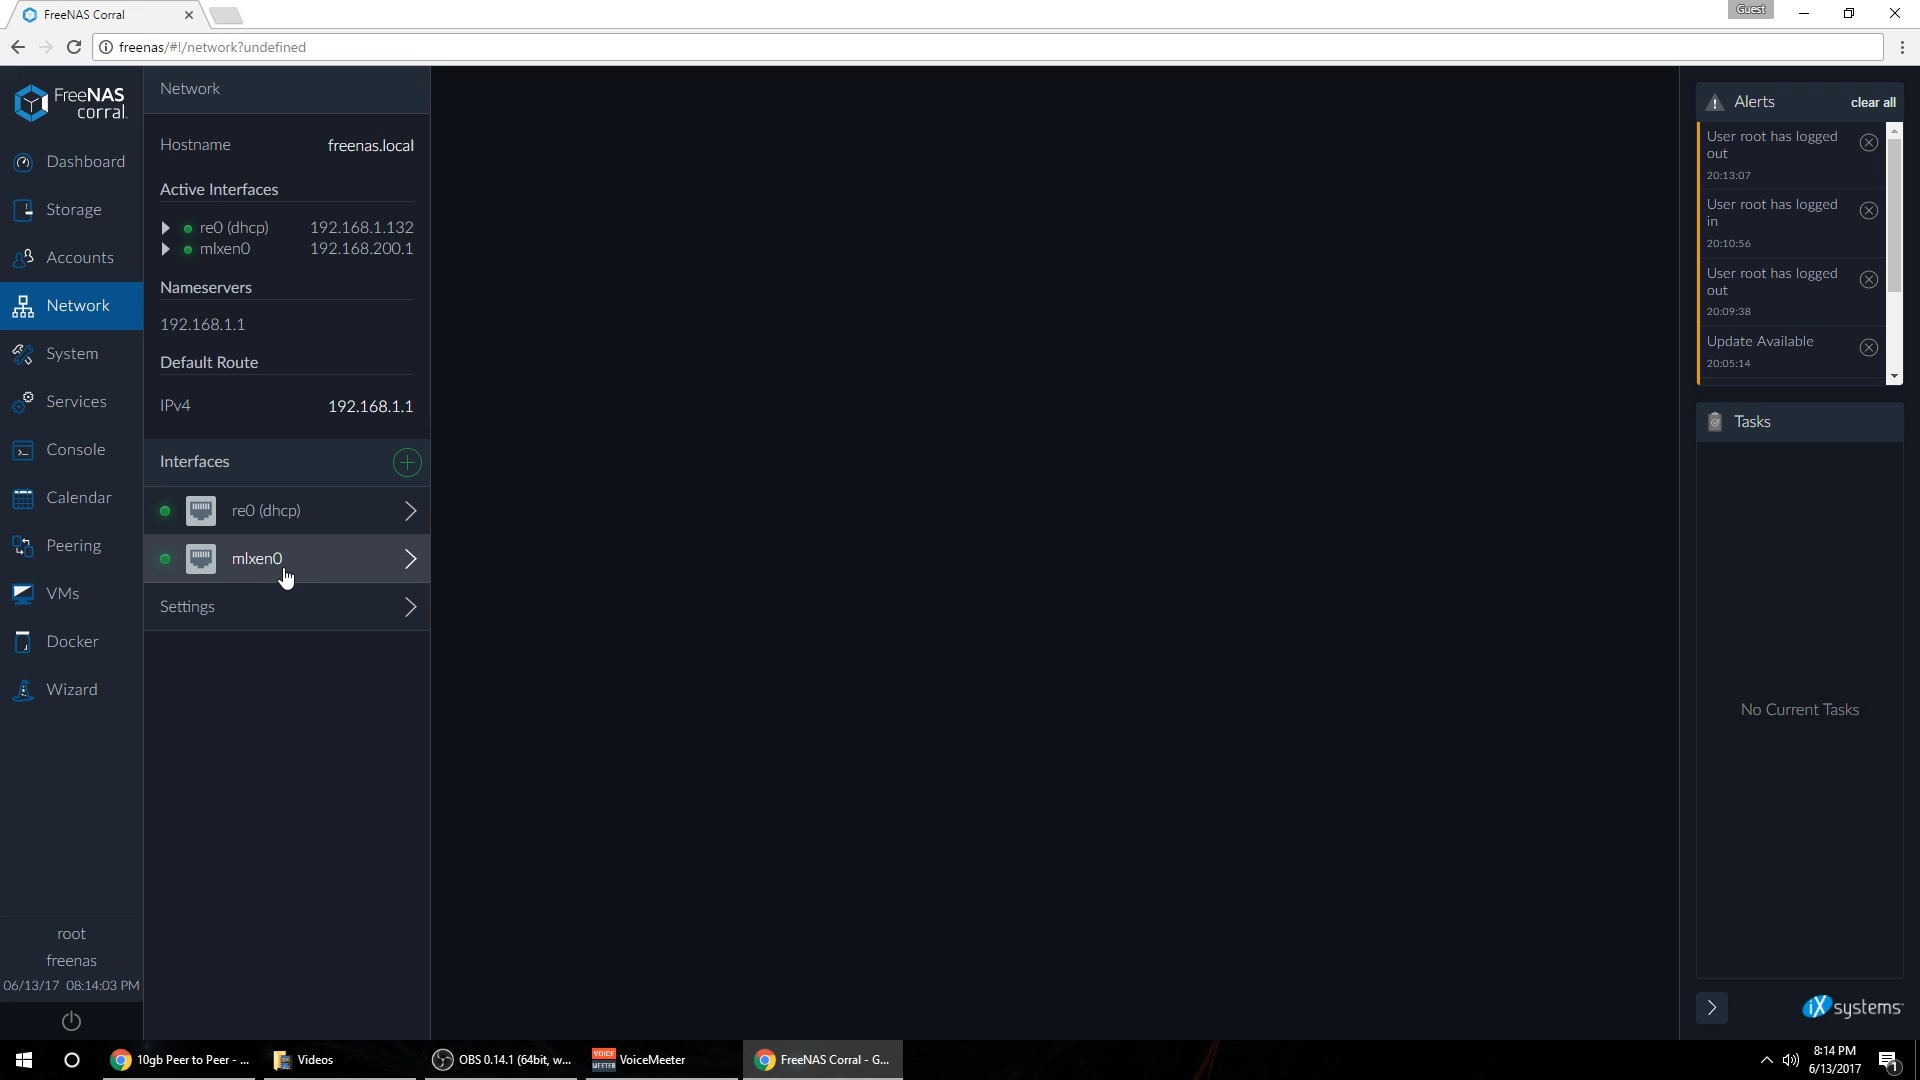 FreeNAS Corral
Guest
freenas/#!/network?undefined
FreeNAS
corral.
Dashboard
Storage
Accounts
Network
System
Services
Console
Calendar
Peering
VMs
Docker
Wizard
root
freenas
06/13/17 08:14:03 PM
Network
Hostname freenas.local
Active Interfaces
re0 (dhcp) 192.168.1.132
mlxen0 192.168.200.1
Nameservers
192.168.1.1
Default Route
IPv4 192.168.1.1
Interfaces
re0 (dhcp)
mlxen0
Settings
Alerts clear all
User root has logged
out
20:13:07
User root has logged
in
20:10:56
User root has logged
out
20:09:38
Update Available
20:05:14
Tasks
No Current Tasks
iXsystems
10gb Peer to Peer - ...
Videos
OBS 0.14.1 (64bit, w...
VOICE
MEETER
VoiceMeeter
FreeNAS Corral - G...
8:14 PM
6/13/2017
1